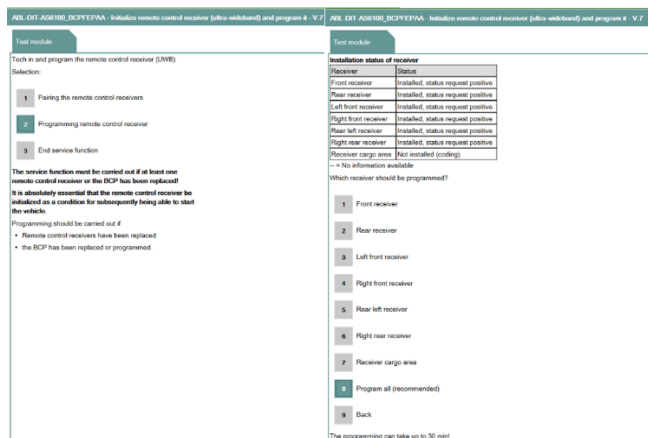 ABL-DIT-AS6100_BCPFEPAA - Initialize remote control receiver (ultra-wideband) and program it - V.7
Test module
Tech in and program the remote control receiver (UWB)
Selection:
1 Pairing the remote control receivers
2 Programming remote control receiver
3 End service function
The service function must be carried out if at least one
remote control receiver or the BCP has been replaced!
It is absolutely essential that the remote control receiver be
initialized as a condition for subsequently being able to start
the vehicle.
Programming should be carried out if
• Remote control receivers have been replaced
• the BCP has been replaced or programmed.
ABL-DIT-AS6100_BCPFEPAA - Initialize remote control receiver (ultra-wideband) and program it - V.7
Test module
Installation status of receiver
Receiver Status
Front receiver Installed, status request positive
Rear receiver Installed, status request positive
Left front receiver Installed, status request positive
Right front receiver Installed, status request positive
Rear left receiver Installed, status request positive
Right rear receiver Installed, status request positive
Receiver cargo area Not installed (coding)
-- = No information available
Which receiver should be programmed?
1 Front receiver
2 Rear receiver
3 Left front receiver
4 Right front receiver
5 Rear left receiver
6 Right rear receiver
7 Receiver cargo area
8 Program all (recommended)
9 Back
The programming can take up to 30 min!